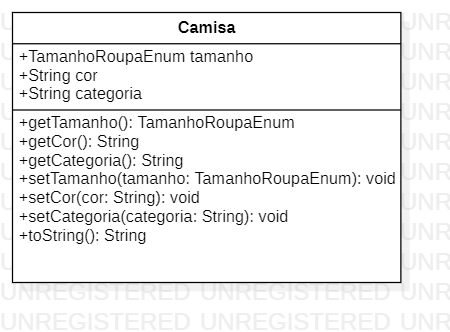 Camisa
+TamanhoRoupaEnum tamanho
+String cor
+String categoria
+getTamanho(): TamanhoRoupaEnum
+getCor(): String
+getCategoria(): String
+setTamanho(tamanho: TamanhoRoupaEnum): void
+setCor(cor: String): void
+setCategoria(categoria: String): void
+toString(): String
UNREGISTERED UNREGISTERED UNR
UNREGISTERED UNREGISTERED UNR